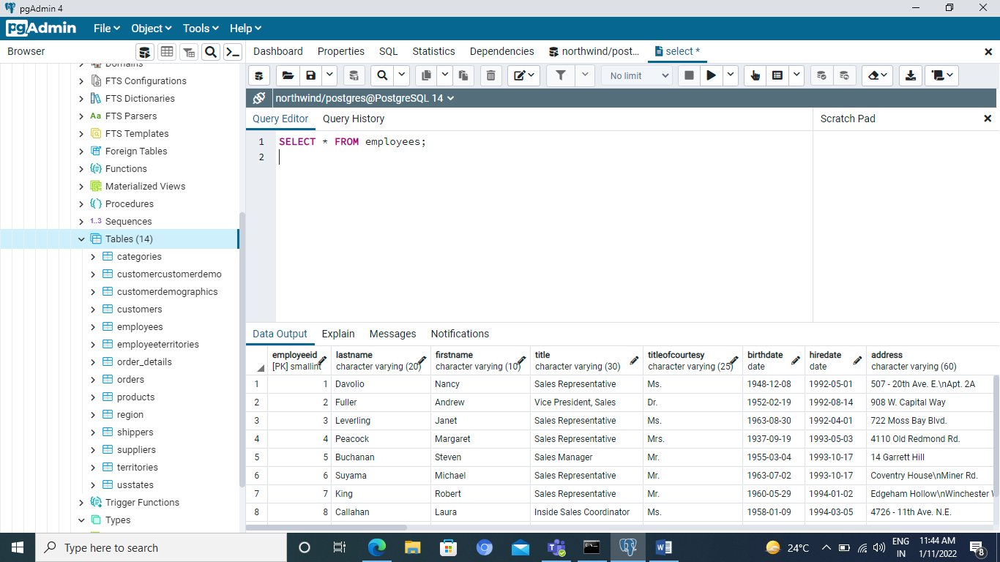 pgAdmin 4
pgAdmin File Object Tools Help
Browser
Dashboard Properties SQL Statistics Dependencies northwind/post... select *
No limit
northwind/postgres@PostgreSQL 14
Query Editor Query History
Scratch Pad
1 SELECT * FROM employees;
2
Domains
FTS Configurations
FTS Dictionaries
Aa FTS Parsers
FTS Templates
Foreign Tables
Functions
Materialized Views
Procedures
1..3 Sequences
Tables (14)
categories
customercustomerdemo
customerdemographics
customers
employees
employeeterritories
order_details
orders
products
region
shippers
suppliers
territories
usstates
Trigger Functions
Types
Data Output Explain Messages Notifications
employeeid lastname firstname title titleofcourtesy birthdate hiredate address
[PK] smallint character varying (20) character varying (10) character varying (30) character varying (25) date date character varying (60)
1 1 Davolio Nancy Sales Representative Ms. 1948-12-08 1992-05-01 507 - 20th Ave. E.\nApt. 2A
2 2 Fuller Andrew Vice President, Sales Dr. 1952-02-19 1992-08-14 908 W. Capital Way
3 3 Leverling Janet Sales Representative Ms. 1963-08-30 1992-04-01 722 Moss Bay Blvd.
4 4 Peacock Margaret Sales Representative Mrs. 1937-09-19 1993-05-03 4110 Old Redmond Rd.
5 5 Buchanan Steven Sales Manager Mr. 1955-03-04 1993-10-17 14 Garrett Hill
6 6 Suyama Michael Sales Representative Mr. 1963-07-02 1993-10-17 Coventry House\nMiner Rd.
7 7 King Robert Sales Representative Mr. 1960-05-29 1994-01-02 Edgeham Hollow\nWinchester
8 8 Callahan Laura Inside Sales Coordinator Ms. 1958-01-09 1994-03-05 4726 - 11th Ave. N.E.
Type here to search
24°C
ENG
IN
11:44 AM
1/11/2022
8